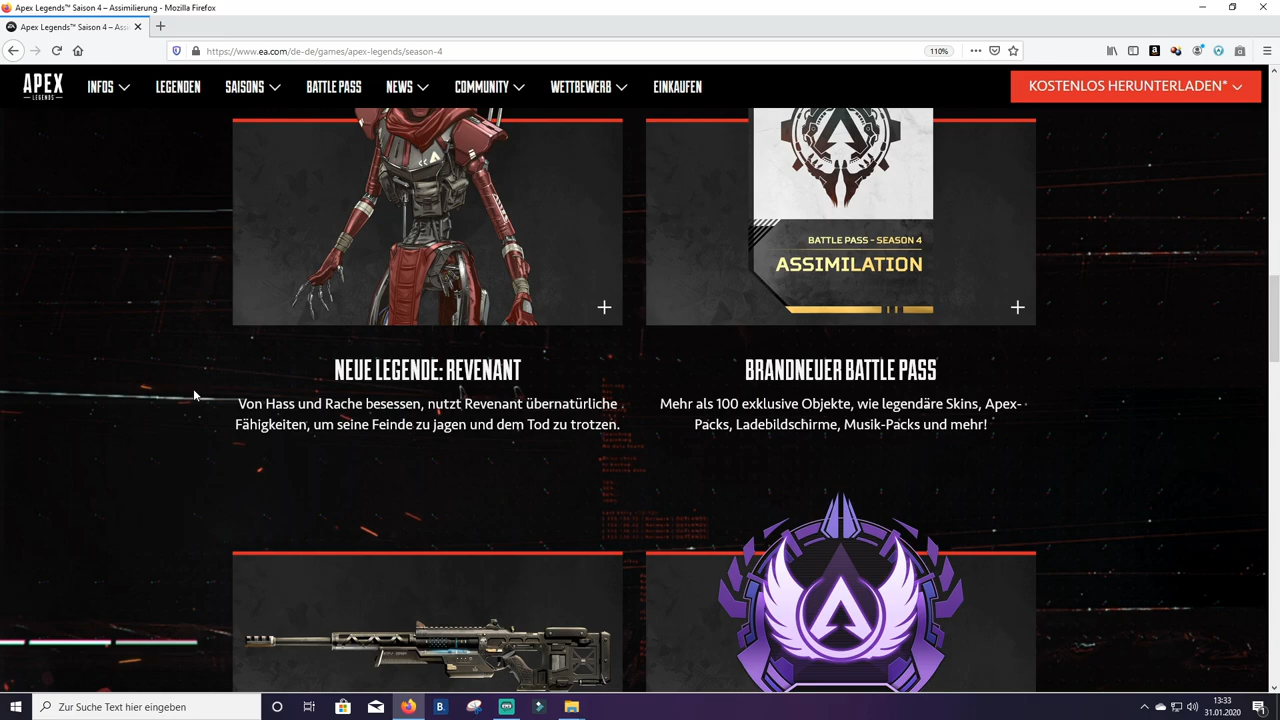 Apex Legends™ Saison 4 – Assimilierung - Mozilla Firefox
Apex Legends™ Saison 4 – Assi
https://www.ea.com/de-de/games/apex-legends/season-4
110%
APEX
LEGENDS
INFOS
LEGENDEN
SAISONS
BATTLE PASS
NEWS
COMMUNITY
WETTBEWERB
EINKAUFEN
KOSTENLOS HERUNTERLADEN*
BATTLE PASS - SEASON 4
ASSIMILATION
NEUE LEGENDE: REVENANT
Von Hass und Rache besessen, nutzt Revenant übernatürliche
Fähigkeiten, um seine Feinde zu jagen und dem Tod zu trotzen.
BRANDNEUER BATTLE PASS
Mehr als 100 exklusive Objekte, wie legendäre Skins, Apex-
Packs, Ladebildschirme, Musik-Packs und mehr!
Zur Suche Text hier eingeben
13:33
31.01.2020